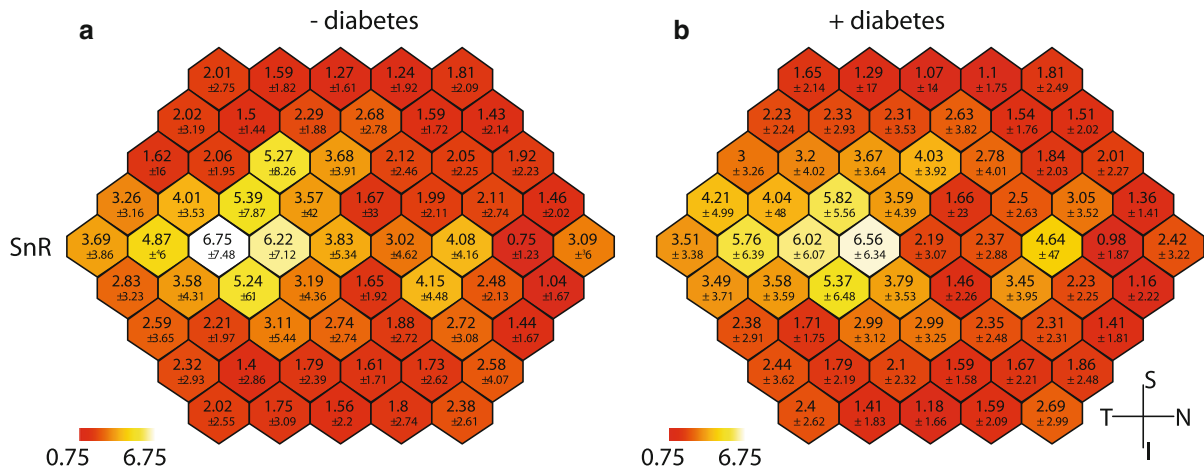 a
- diabetes
2.01 1.59 1.27 1.24 1.81
±2.75 ±1.82 ±1.61 ±1.92 ±2.09
2.02 1.5 2.29 2.68 1.59 1.43
±3.19 ±1.44 ±1.88 ±2.78 ±1.72 ±2.14
1.62 2.06 5.27 3.68 2.12 2.05 1.92
±16 ±1.95 ±8.26 ±3.91 ±2.46 ±2.25 ±2.23
3.26 4.01 5.39 3.57 1.67 1.99 2.11 1.46
±3.16 ±3.53 ±7.87 ±42 ±33 ±2.11 ±2.74 ±2.02
SnR
3.69 4.87 6.75 6.22 3.83 3.02 4.08 0.75 3.09
±3.86 ±7.48 ±7.12 ±5.34 ±4.62 ±4.16 ±1.23
2.83 3.58 5.24 3.19 1.65 4.15 2.48 1.04
±3.23 ±4.31 ±61 ±4.36 ±1.92 ±4.48 ±2.13 ±1.67
2.59 2.21 3.11 2.74 1.88 2.72 1.44
±3.65 ±1.97 ±5.44 ±2.74 ±2.72 ±3.08 ±1.67
2.32 1.4 1.79 1.61 1.73 2.58
±2.93 ±2.86 ±2.39 ±1.71 ±2.62 ±4.07
2.02 1.75 1.56 1.8 2.38
±2.55 ±3.09 ±2.2 ±2.74 ±2.61
0.75 6.75
b
+ diabetes
1.65 1.29 1.07 1.1 1.81
± 2.14 ± 17 ± 14 ± 1.75 ± 2.49
2.23 2.33 2.31 2.63 1.54 1.51
± 2.24 ± 2.93 ± 3.53 ± 3.82 ± 1.76 ± 2.02
3 3.2 3.67 4.03 2.78 1.84 2.01
± 3.26 ± 4.02 ± 3.64 ± 3.92 ± 4.01 ± 2.03 ± 2.27
4.21 4.04 5.82 3.59 1.66 2.5 3.05 1.36
± 4.99 ± 48 ± 5.56 ± 4.39 ± 23 ± 2.63 ± 3.52 ± 1.41
3.51 5.76 6.02 6.56 2.19 2.37 4.64 0.98 2.42
± 3.38 ± 6.39 ± 6.07 ± 6.34 ± 3.07 ± 2.88 ± 47 ± 1.87 ± 3.22
3.49 3.58 5.37 3.79 1.46 3.45 2.23 1.16
± 3.71 ± 3.59 ± 6.48 ± 3.53 ± 2.26 ± 3.95 ± 2.25 ± 2.22
2.38 1.71 2.99 2.99 2.35 2.31 1.41
± 2.91 ± 1.75 ± 3.12 ± 3.25 ± 2.48 ± 2.31 ± 1.81
2.44 1.79 2.1 1.59 1.67 1.86
± 3.62 ± 2.19 ± 2.32 ± 1.58 ± 2.21 ± 2.48
2.4 1.41 1.18 1.59 2.69
± 2.62 ± 1.83 ± 1.66 ± 2.09 ± 2.99
0.75 6.75
S
T N
I